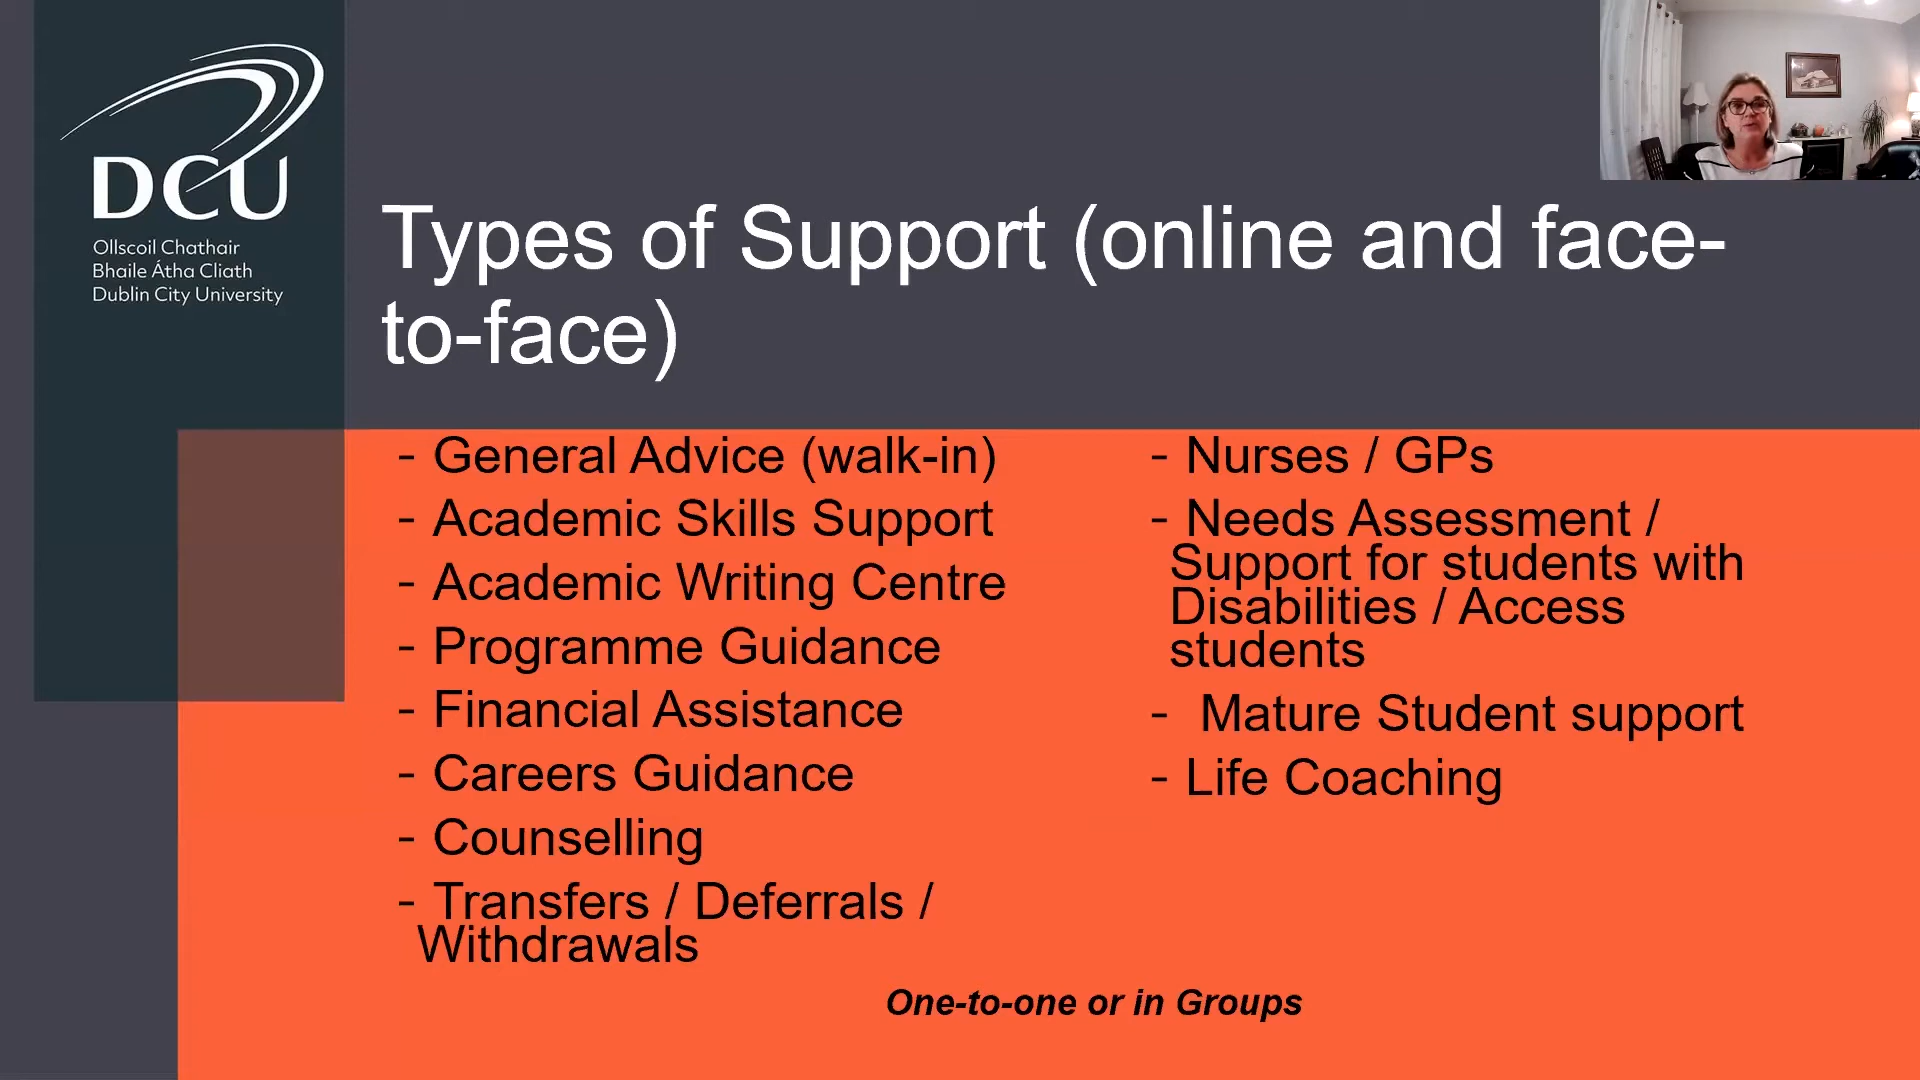 DCU
Ollscoil Chathair
Bhaile Átha Cliath
Dublin City University
Types of Support (online and face-
to-face)
- General Advice (walk-in)
- Academic Skills Support
- Academic Writing Centre
- Programme Guidance
- Financial Assistance
- Careers Guidance
- Counselling
- Transfers / Deferrals /
Withdrawals
- Nurses / GPs
- Needs Assessment /
Support for students with
Disabilities / Access
students
- Mature Student support
- Life Coaching
One-to-one or in Groups